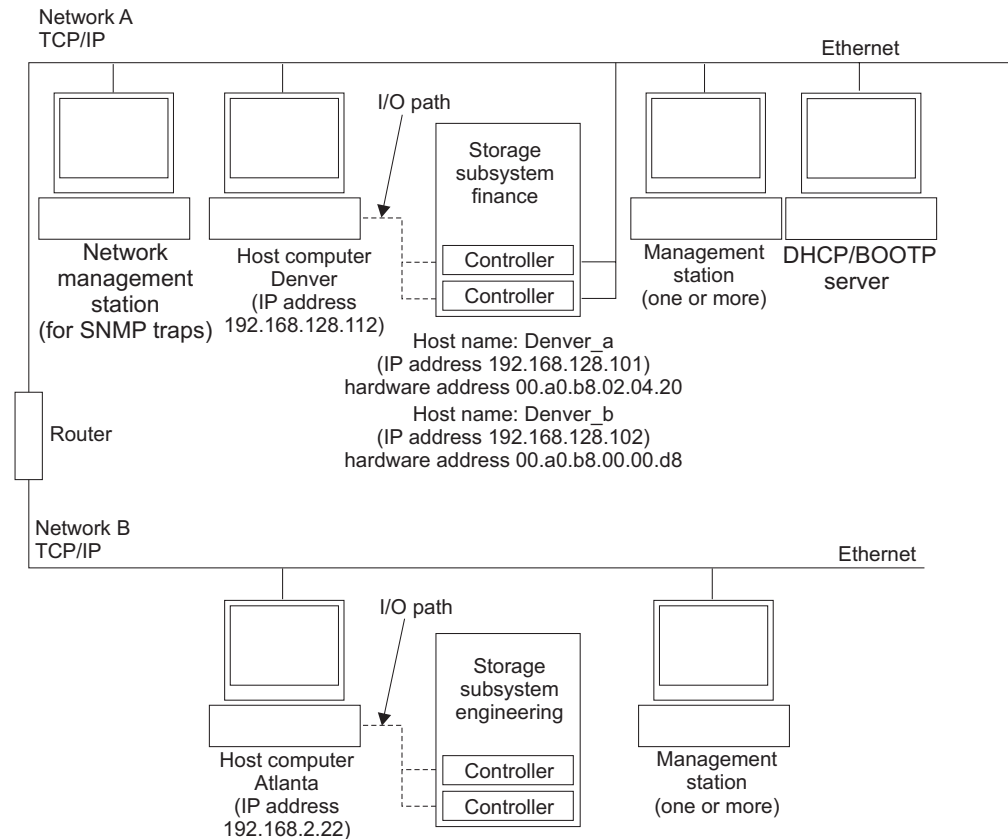 Network A
TCP/IP
Ethernet
I/O path
Storage
subsystem
finance
Controller
Controller
Network
management
station
(for SNMP traps)
Host computer
Denver
(IP address
192.168.128.112)
Management
station
(one or more)
DHCP/BOOTP
server
Host name: Denver_a
(IP address 192.168.128.101)
hardware address 00.a0.b8.02.04.20
Host name: Denver_b
(IP address 192.168.128.102)
hardware address 00.a0.b8.00.00.d8
Router
Network B
TCP/IP
Ethernet
I/O path
Storage
subsystem
engineering
Controller
Controller
Host computer
Atlanta
(IP address
192.168.2.22)
Management
station
(one or more)